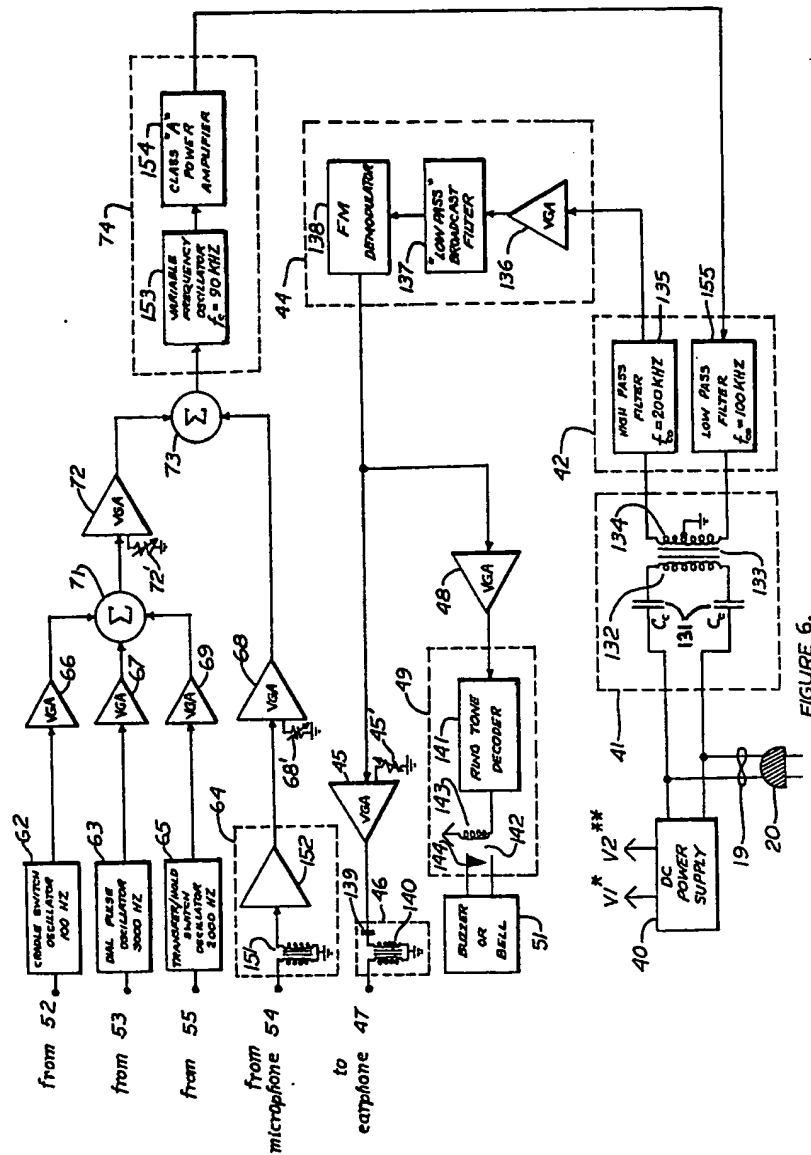 from 52
62
CRADLE SWITCH
OSCILLATOR
100 HZ
66
VGA
from 53
63
DIAL PULSE
OSCILLATOR
3000 HZ
67
VGA
from 55
65
TRANSFER/HOLD
SWITCH
OSCILLATOR
2000 HZ
69
VGA
71
Σ
72
VGA
72'
73
Σ
74
153
VARIABLE
FREQUENCY
OSCILLATOR
fs = 90 KHZ
154
CLASS "A"
POWER
AMPLIFIER
from
microphone 54
64
151
152
68
VGA
68'
to
earphone 47
139
46
140
45
VGA
45'
44
138
FM
DEMODULATOR
137
"LOW PASS"
BROADCAST
FILTER
136
VGA
48
VGA
49
141
RING TONE
DECODER
143
144
142
BUZZER
OR
BELL
51
42
HIGH PASS
FILTER
fco = 200 KHZ
135
LOW PASS
FILTER
fco = 100 KHZ
155
41
132
134
133
Cc
131
Cc
V1*
V2**
40
DC
POWER
SUPPLY
19
20
FIGURE 6.